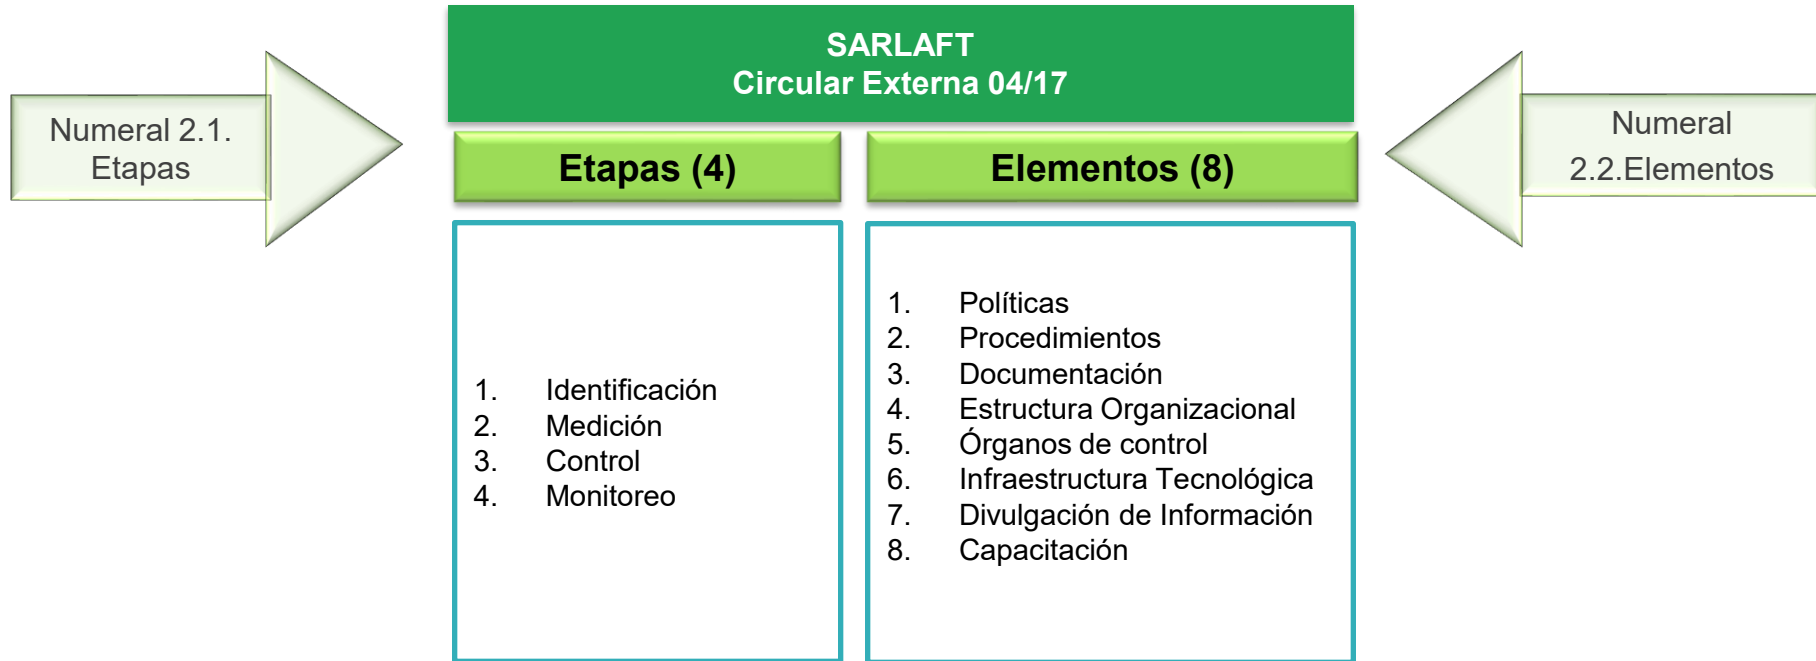 SARLAFT
Circular Externa 04/17
Numeral 2.1.
Etapas
Etapas (4)
Elementos (8)
Numeral
2.2.Elementos
1. Identificación
2. Medición
3. Control
4. Monitoreo
1. Políticas
2. Procedimientos
3. Documentación
4. Estructura Organizacional
5. Órganos de control
6. Infraestructura Tecnológica
7. Divulgación de Información
8. Capacitación